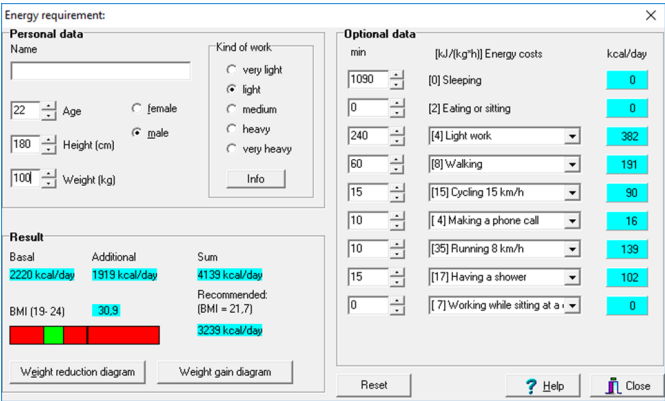 Energy requirement:
Personal data
Name
Kind of work
very light
light
medium
heavy
very heavy
Info
22 Age
female
male
180 Height (cm)
100 Weight (kg)
Result
Basal Additional Sum
2220 kcal/day 1919 kcal/day 4139 kcal/day
Recommended:
(BMI = 21,7)
BMI (19- 24) 30,9
3239 kcal/day
Weight reduction diagram Weight gain diagram
Optional data
min [kJ/(kg*h)] Energy costs kcal/day
1090 [0] Sleeping 0
0 [2] Eating or sitting 0
240 [4] Light work 382
60 [8] Walking 191
15 [15] Cycling 15 km/h 90
10 [ 4] Making a phone call 16
10 [35] Running 8 km/h 139
15 [17] Having a shower 102
0 [ 7] Working while sitting at a 0
Reset ? Help Close